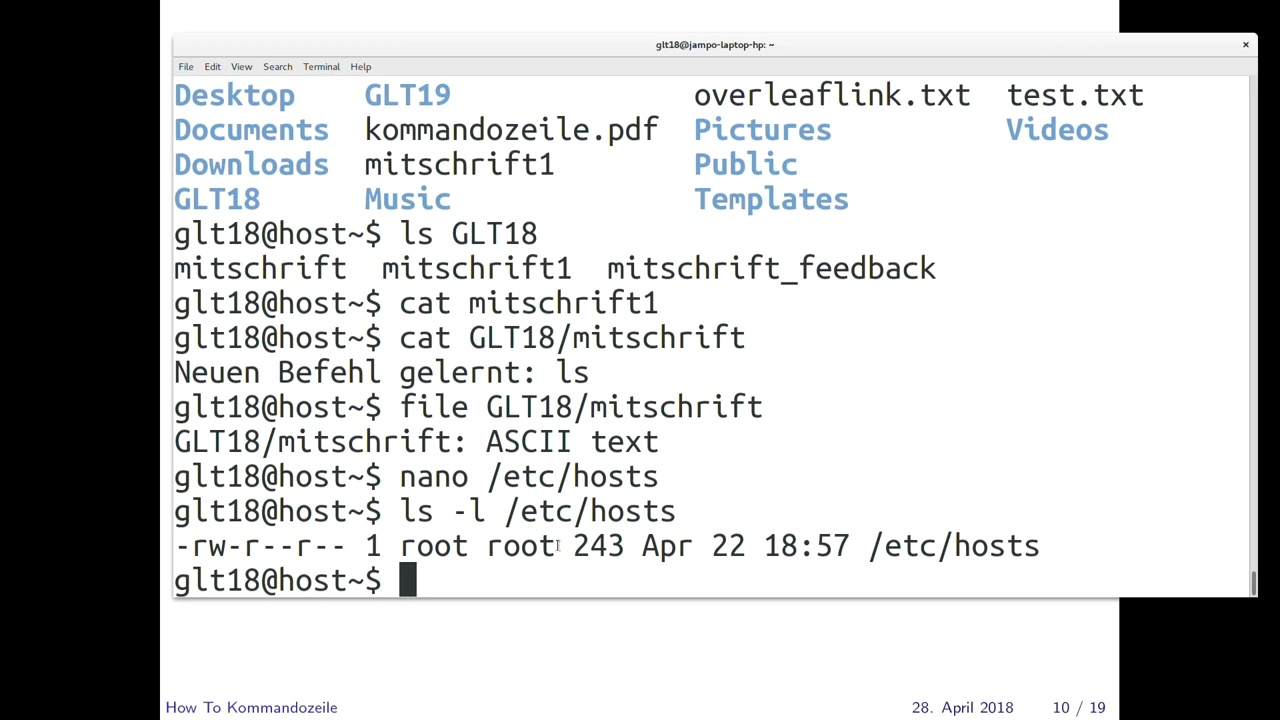 glt18@jampo-laptop-hp: ~ ×
File Edit View Search Terminal Help
Desktop GLT19 overleaflink.txt test.txt
Documents kommandozeile.pdf Pictures Videos
Downloads mitschrift1 Public
GLT18 Music Templates
glt18@host~$ ls GLT18
mitschrift mitschrift1 mitschrift_feedback
glt18@host~$ cat mitschrift1
glt18@host~$ cat GLT18/mitschrift
Neuen Befehl gelernt: ls
glt18@host~$ file GLT18/mitschrift
GLT18/mitschrift: ASCII text
glt18@host~$ nano /etc/hosts
glt18@host~$ ls -l /etc/hosts
-rw-r--r-- 1 root root 243 Apr 22 18:57 /etc/hosts
glt18@host~$
How To Kommandozeile 28. April 2018 10 / 19